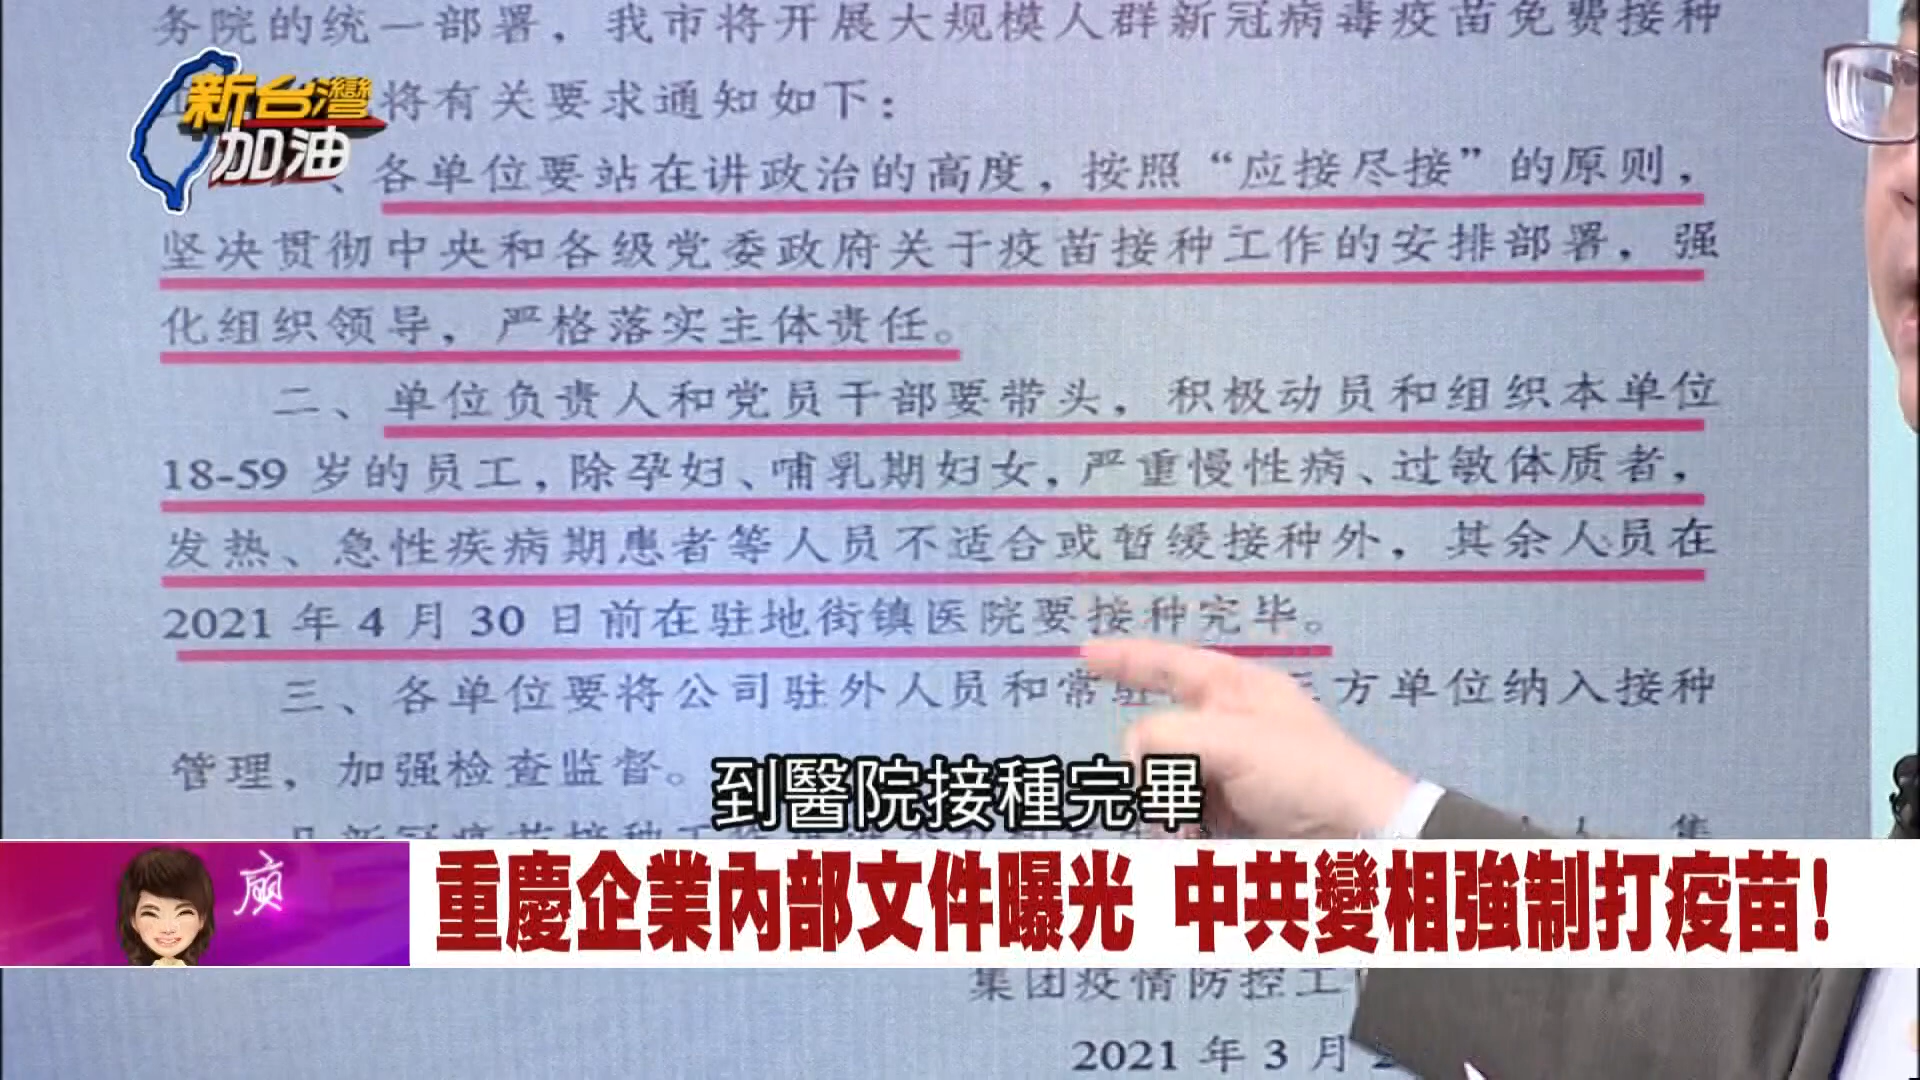 务院的统一部署，我市将开展大规模人群新冠病毒疫苗免费接种
将有关要求通知如下：
新台灣
加油
、各单位要站在讲政治的高度，按照“应接尽接”的原则，
坚决贯彻中央和各级党委政府关于疫苗接种工作的安排部署，强
化组织领导，严格落实主体责任。
二、单位负责人和党员干部要带头，积极动员和组织本单位
18-59 岁的员工，除孕妇、哺乳期妇女，严重慢性病、过敏体质者，
发热、急性疾病期患者等人员不适合或暂缓接种外，其余人员在
2021 年 4 月 30 日前在驻地街镇医院要接种完毕。
三、各单位要将公司驻外人员和常驻 三方单位纳入接种
管理，加强检查监督。
到醫院接種完畢
重慶企業內部文件曝光 中共變相強制打疫苗！
集团疫情防控工
2021 年 3 月